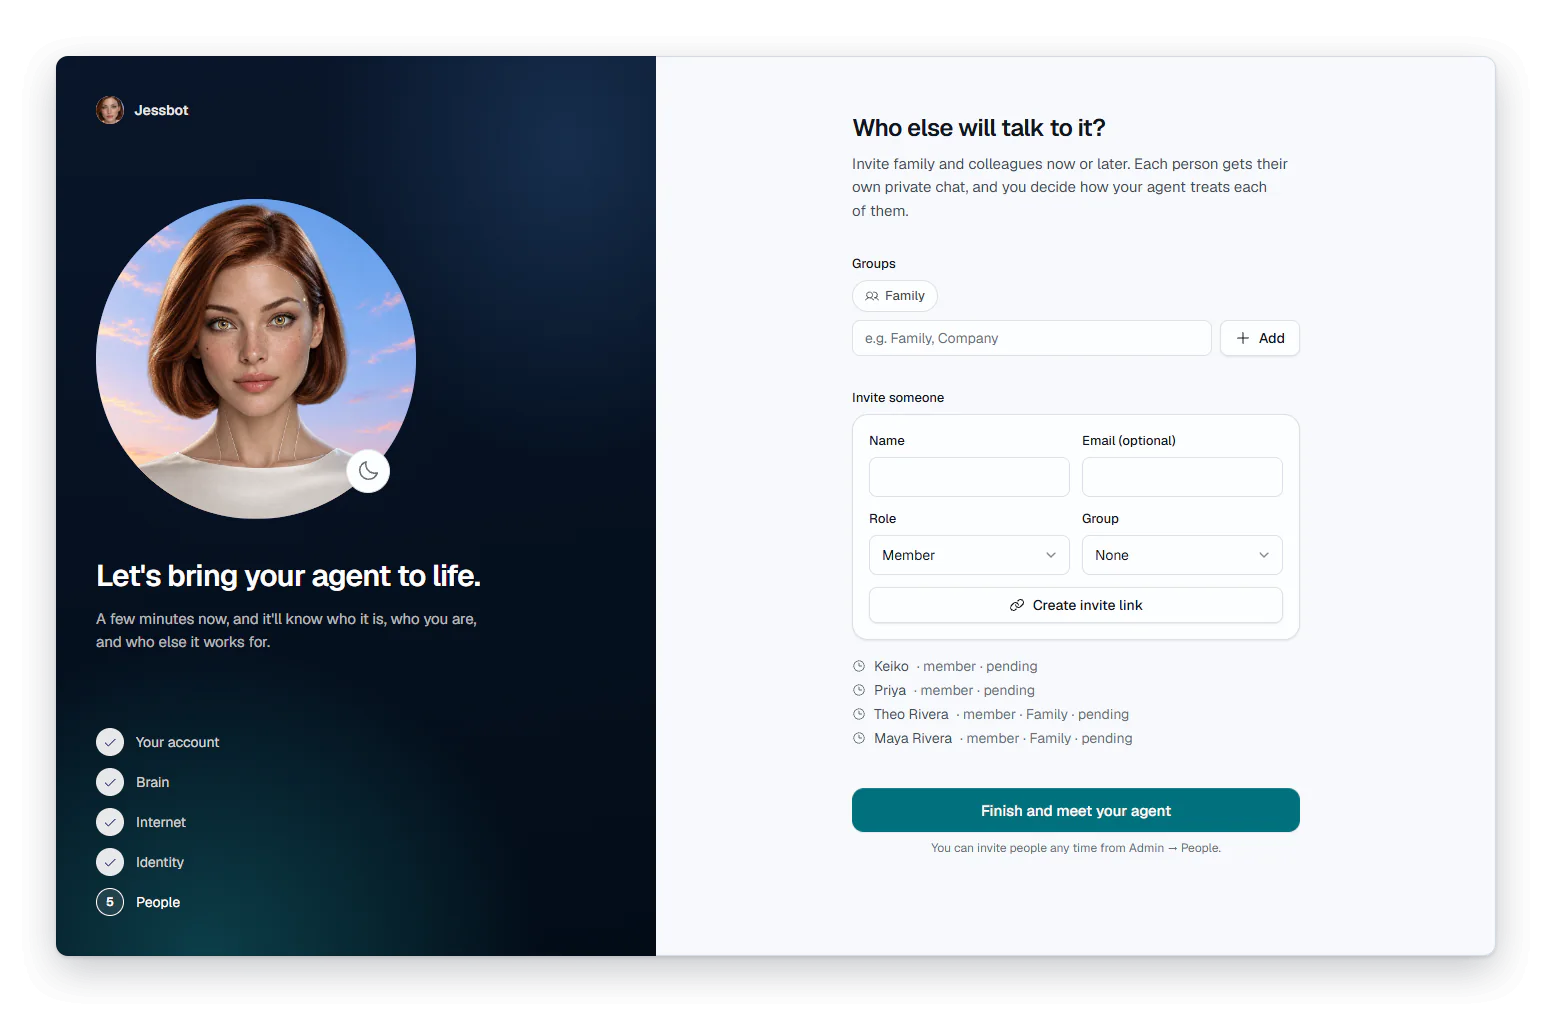 Jessbot
Let's bring your agent to life.
A few minutes now, and it'll know who it is, who you are,
and who else it works for.
Your account
Brain
Internet
Identity
5 People
Who else will talk to it?
Invite family and colleagues now or later. Each person gets their
own private chat, and you decide how your agent treats each
of them.
Groups
Family
e.g. Family, Company
Add
Invite someone
Name
Email (optional)
Role
Group
Member
None
Create invite link
Keiko · member · pending
Priya · member · pending
Theo Rivera · member · Family · pending
Maya Rivera · member · Family · pending
Finish and meet your agent
You can invite people any time from Admin → People.